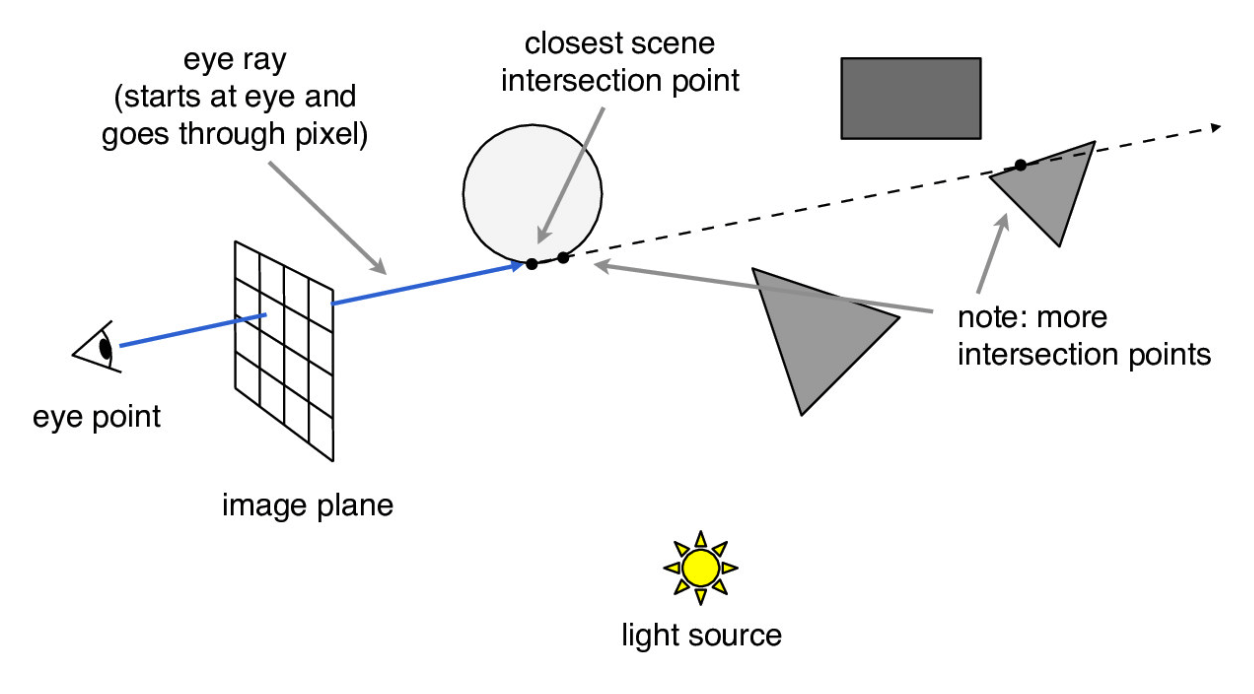 eye ray
(starts at eye and
goes through pixel)
closest scene
intersection point
note: more
intersection points
eye point
image plane
light source